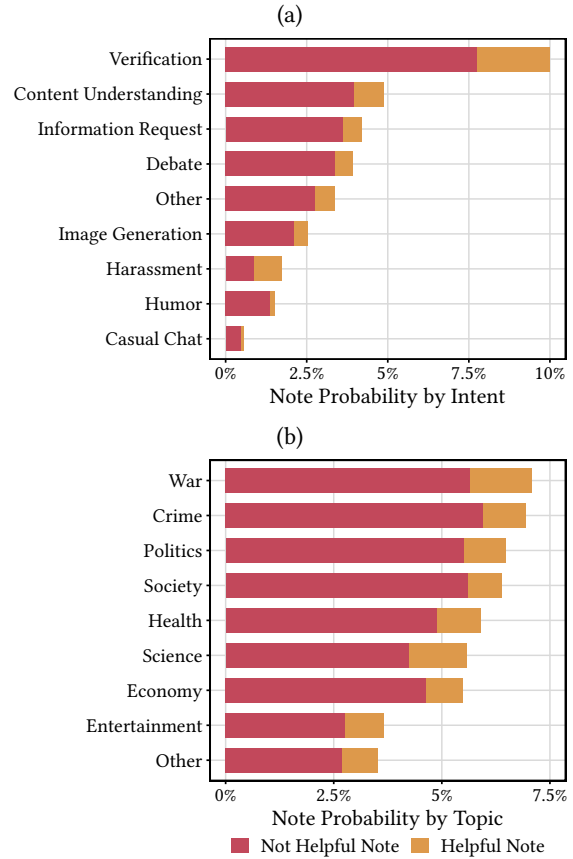 (a)
Verification
Content Understanding
Information Request
Debate
Other
Image Generation
Harassment
Humor
Casual Chat
0% 2.5% 5% 7.5% 10%
Note Probability by Intent
(b)
War
Crime
Politics
Society
Health
Science
Economy
Entertainment
Other
0% 2.5% 5% 7.5%
Note Probability by Topic
Not Helpful Note Helpful Note